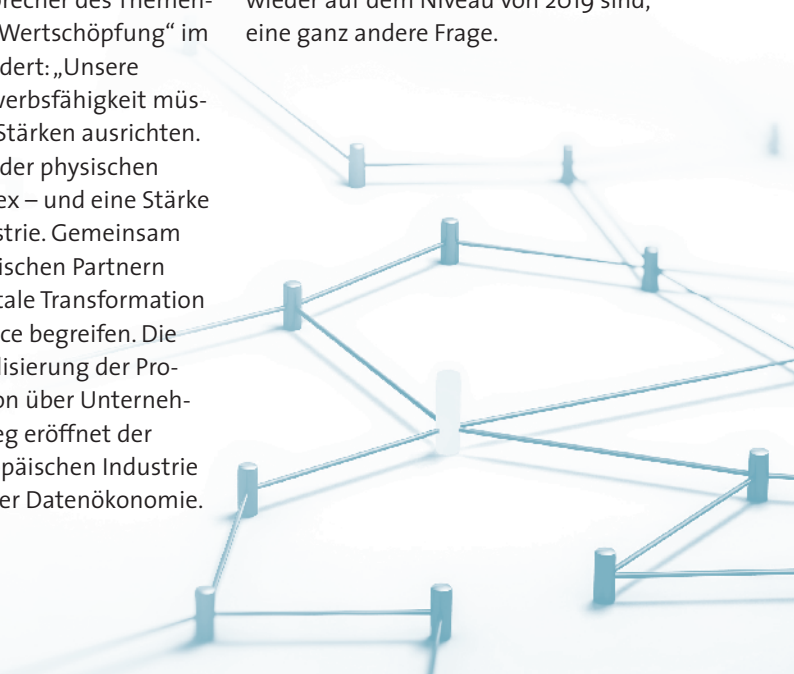 precher des Themen-
Wertschöpfung“ im
dert: „Unsere
werbsfähigkeit müs-
Stärken ausrichten.
der physischen
ex – und eine Stärke
strie. Gemeinsam
ischen Partnern
tale Transformation
ce begreifen. Die
lisierung der Pro-
on über Unterneh-
eg eröffnet der
päischen Industrie
er Datenökonomie.
wieder auf dem Niveau von 2019 sind,
eine ganz andere Frage.